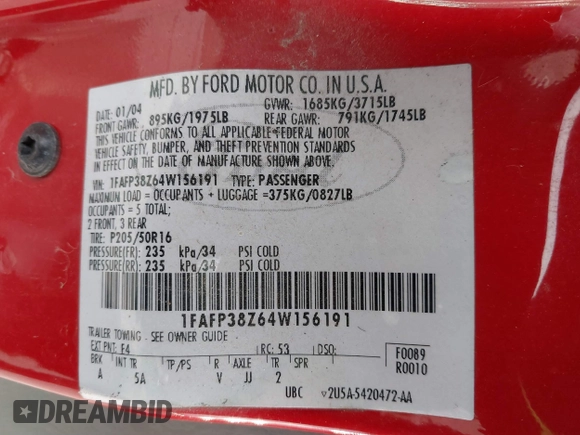 MFD. BY FORD MOTOR CO. IN U.S.A.
DATE: 01/04 GVWR: 1685KG/3715LB
FRONT GAWR: 895KG/1975LB REAR GAWR: 791KG/1745LB
THIS VEHICLE CONFORMS TO ALL APPLICABLE FEDERAL MOTOR
VEHICLE SAFETY, BUMPER, AND THEFT PREVENTION STANDARDS
IN EFFECT ON THE DATE OF MANUFACTURE SHOWN ABOVE.
VIN: 1FAFP38Z64W156191 TYPE: PASSENGER
MAXIMUM LOAD = OCCUPANTS + LUGGAGE = 375KG/0827LB
OCCUPANTS = 5 TOTAL;
2 FRONT, 3 REAR
TIRE: P205/50R16
PRESSURE(FR): 235 kPa/34 PSI COLD
PRESSURE(RR): 235 kPa/34 PSI COLD
1FAFP38Z64W156191
TRAILER TOWING - SEE OWNER GUIDE
EXT PNT: E4 RC: 53 DSO: F0089
BRK INT TR TP/PS R AXLE TR SPR R0010
A 5A V JJ 2
UBC ▽2U5A-5420472-AA
©BIDSTAT ©BIDSTAT